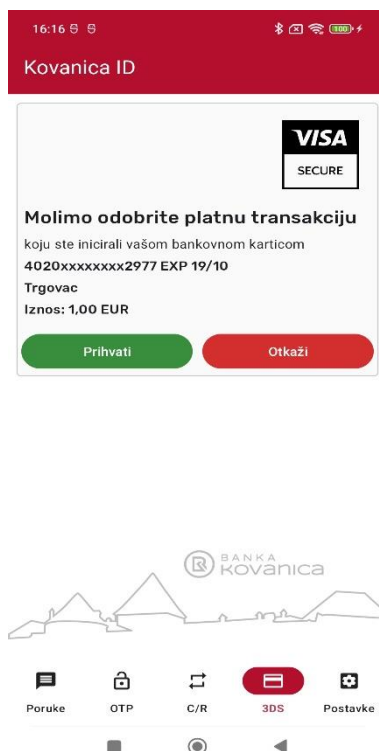 16:16
100
Kovanica ID
VISA
SECURE
Molimo odobrite platnu transakciju
koju ste inicirali vašom bankovnom karticom
4020xxxxxxxx2977 EXP 19/10
Trgovac
Iznos: 1,00 EUR
Prihvati Otkaži
BANKA
Kovanica
Poruke OTP C/R 3DS Postavke